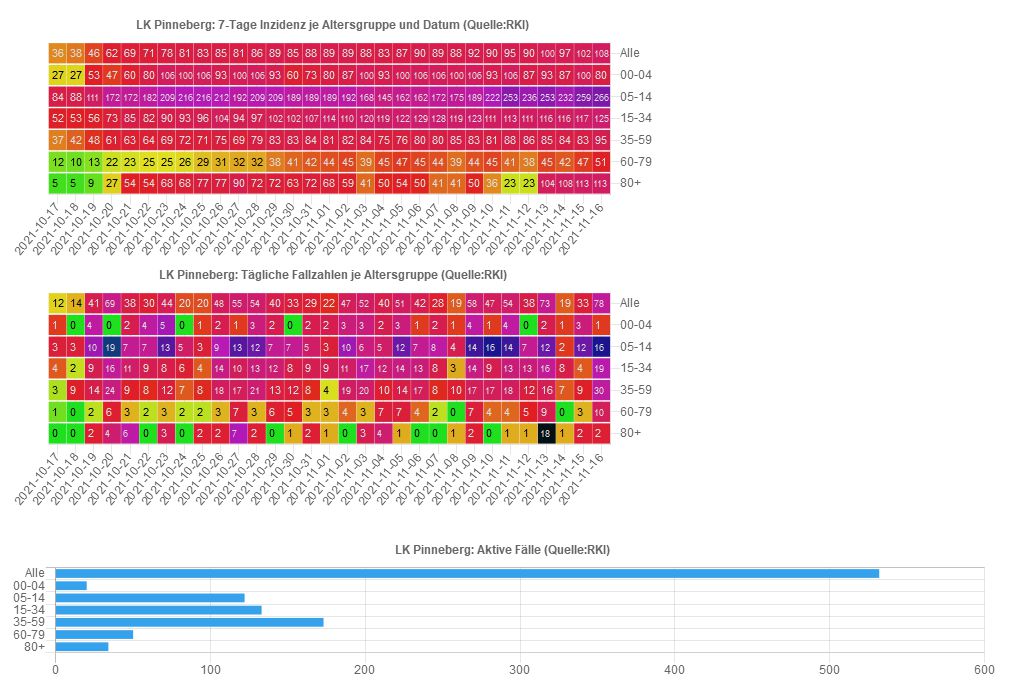 LK Pinneberg: 7-Tage Inzidenz je Altersgruppe und Datum (Quelle:RKI)
36 38 46 62 69 71 78 81 83 85 81 86 89 85 88 89 89 88 83 87 90 89 88 92 90 95 90 100 97 102 108 Alle
27 27 53 47 60 80 106 100 106 93 100 106 93 60 73 80 87 100 93 100 106 106 100 106 93 106 87 93 87 100 80 00-04
84 88 111 172 172 182 209 216 216 212 192 209 209 189 189 189 192 168 145 162 162 172 175 189 222 253 236 253 232 259 266 05-14
52 53 56 73 85 82 90 93 96 104 94 97 102 102 107 114 110 120 119 122 129 128 119 123 111 113 111 116 116 117 125 15-34
37 42 48 61 63 64 69 72 71 75 69 79 83 83 84 81 82 84 75 76 80 80 85 83 81 88 86 85 84 83 95 35-59
12 10 13 22 23 25 25 26 29 31 32 32 38 41 42 44 45 39 45 47 45 44 39 44 45 41 38 45 42 47 51 60-79
5 5 9 27 54 54 68 68 77 77 90 72 72 63 72 68 59 41 50 54 50 41 41 50 36 23 23 104 108 113 113 80+
2021-10-17 2021-10-18 2021-10-19 2021-10-20 2021-10-21 2021-10-22 2021-10-23 2021-10-24 2021-10-25 2021-10-26 2021-10-27 2021-10-28 2021-10-29 2021-10-30 2021-10-31 2021-11-01 2021-11-02 2021-11-03 2021-11-04 2021-11-05 2021-11-06 2021-11-07 2021-11-08 2021-11-09 2021-11-10 2021-11-11 2021-11-12 2021-11-13 2021-11-14 2021-11-15 2021-11-16
LK Pinneberg: Tägliche Fallzahlen je Altersgruppe (Quelle:RKI)
12 14 41 69 38 30 44 20 20 48 55 54 40 33 29 22 47 52 40 51 42 28 19 58 47 54 38 73 19 33 78 Alle
1 0 4 0 2 4 5 0 1 2 1 3 2 0 2 2 3 3 2 3 1 2 1 4 1 4 0 2 1 3 1 00-04
3 3 10 19 7 7 13 5 3 9 13 12 7 7 5 3 10 6 5 12 7 8 4 14 16 14 7 12 2 12 16 05-14
4 2 9 16 11 9 8 6 4 14 10 13 12 8 9 9 11 17 12 14 13 8 3 14 9 13 13 16 8 4 19 15-34
3 9 14 24 9 8 12 7 8 18 17 21 13 12 8 4 19 20 10 14 17 8 10 17 17 18 12 16 7 9 30 35-59
1 0 2 6 3 2 3 2 2 3 7 3 6 5 3 3 4 3 7 7 4 2 0 7 4 4 5 9 0 3 10 60-79
0 0 2 4 6 0 3 0 2 2 7 2 0 1 2 1 0 3 4 1 0 0 1 2 0 1 1 18 1 2 2 80+
2021-10-17 2021-10-18 2021-10-19 2021-10-20 2021-10-21 2021-10-22 2021-10-23 2021-10-24 2021-10-25 2021-10-26 2021-10-27 2021-10-28 2021-10-29 2021-10-30 2021-10-31 2021-11-01 2021-11-02 2021-11-03 2021-11-04 2021-11-05 2021-11-06 2021-11-07 2021-11-08 2021-11-09 2021-11-10 2021-11-11 2021-11-12 2021-11-13 2021-11-14 2021-11-15 2021-11-16
LK Pinneberg: Aktive Fälle (Quelle:RKI)
Alle
00-04
05-14
15-34
35-59
60-79
80+
0 100 200 300 400 500 600